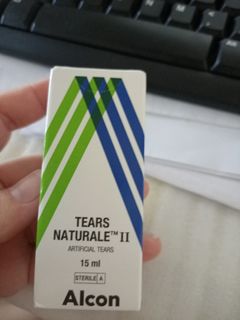 TEARS
NATURALE™ II
ARTIFICIAL TEARS
15 ml
STERILE A
Alcon